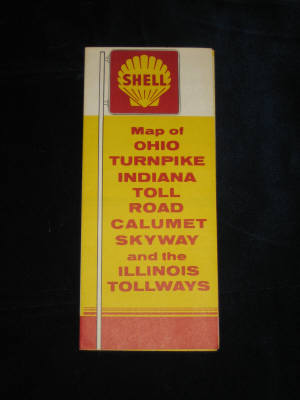 SHELL
Map of
OHIO
TURNPIKE
INDIANA
TOLL
ROAD
CALUMET
SKYWAY
and the
ILLINOIS
TOLLWAYS